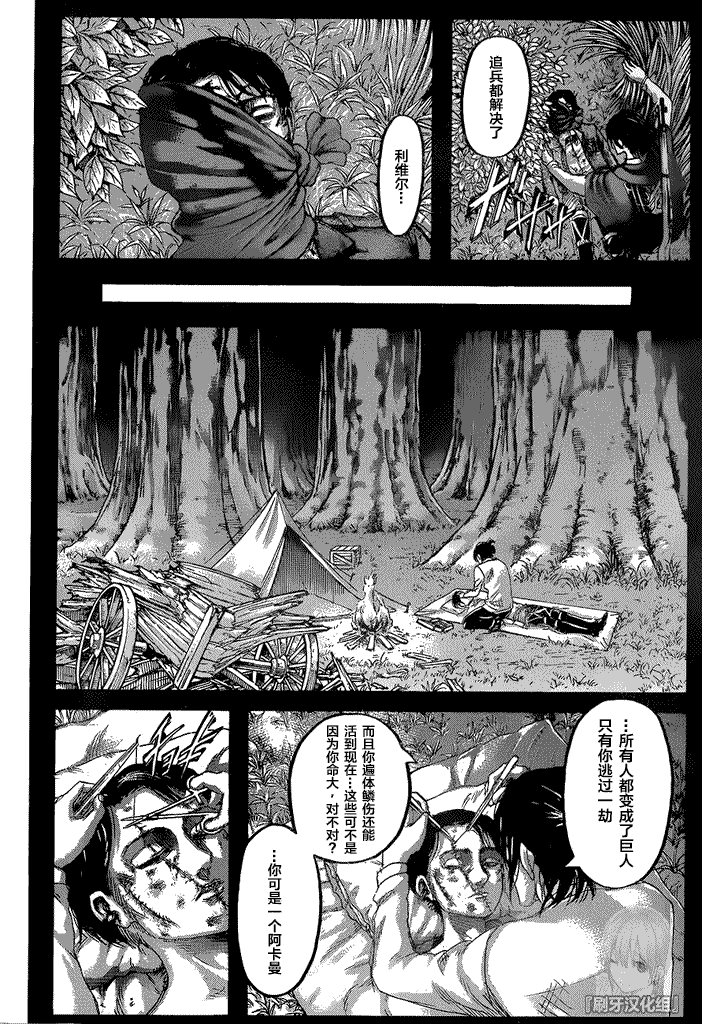 追兵都
解决了
利维尔…
…所有人都变成了巨人
只有你逃过一劫
而且你遍体鳞伤还能
活到现在…这些可不是
因为你命大，对不对？
…你可是一个阿卡曼
『刷牙汉化组』